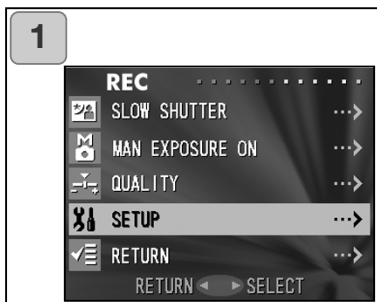 1
REC
SLOW SHUTTER
MAN EXPOSURE ON
QUALITY
SETUP
RETURN
RETURN SELECT